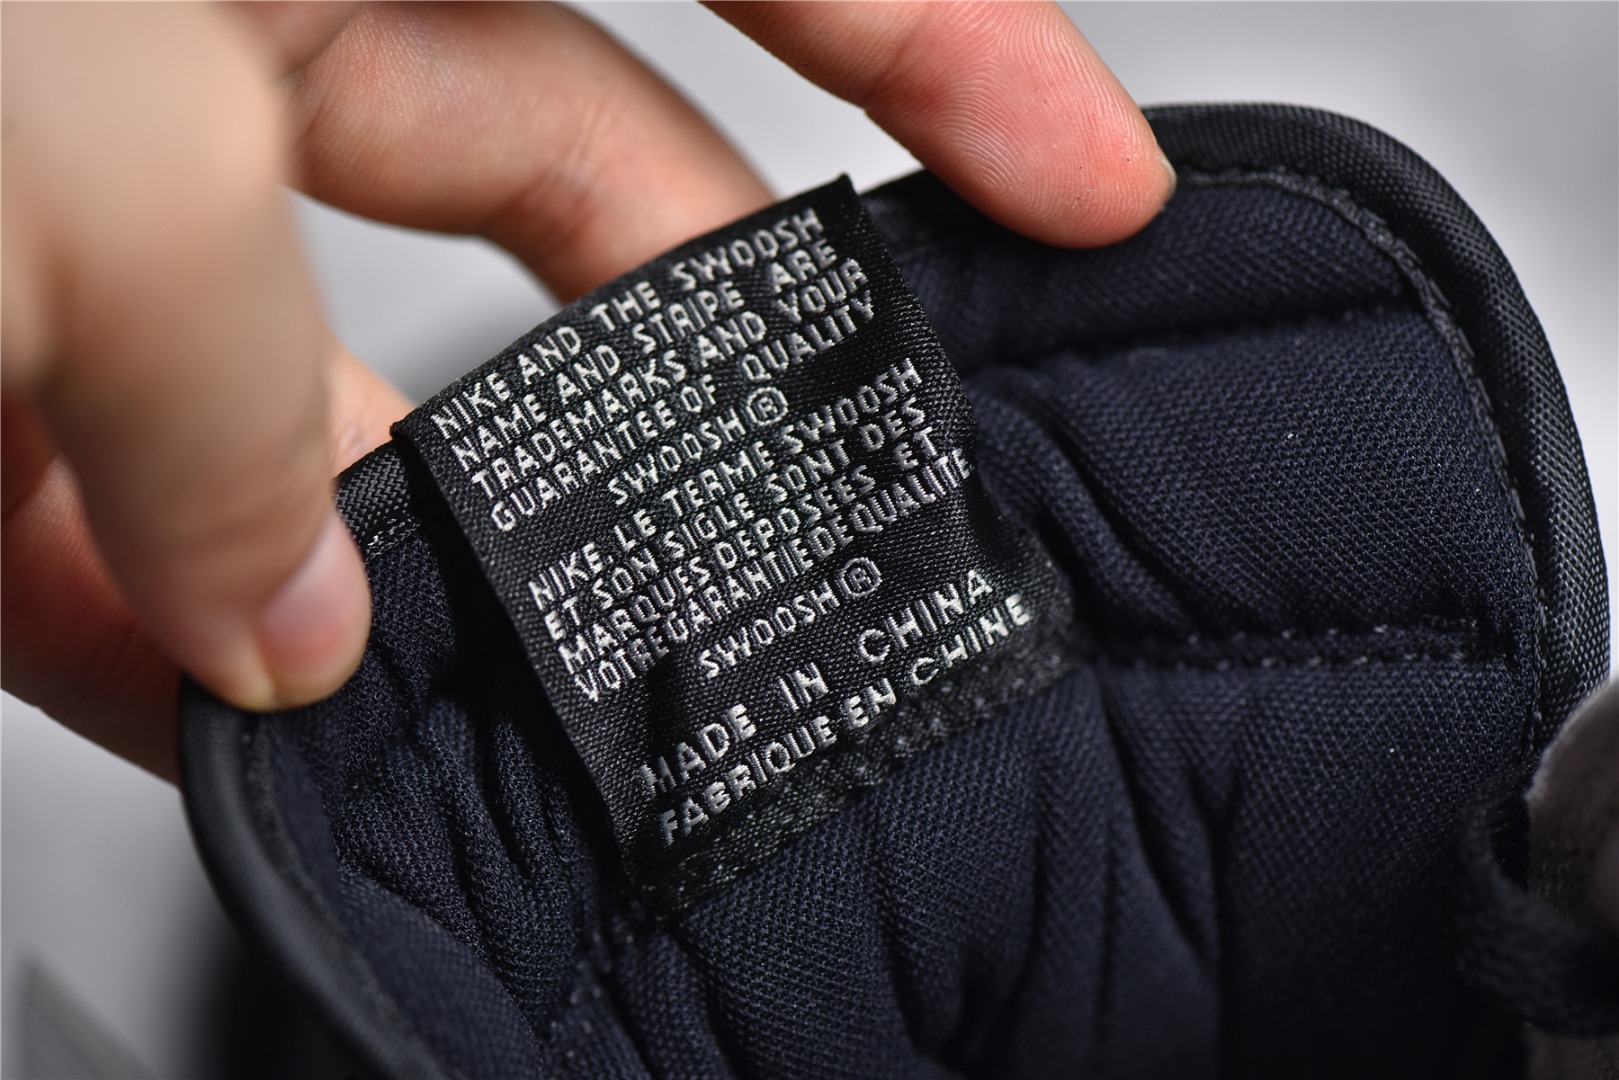 NIKE AND THE SWOOSH
NAME AND STRIPE ARE
TRADEMARKS AND YOUR
GUARANTEE OF QUALITY
SWOOSH ®
NIKE. LE TERME SWOOSH
ET SON SIGLE SONT DES
MARQUES DEPOSEES ET
VOTRE GARANTIE DE QUALITE
SWOOSH ®
MADE IN CHINA
FABRIQUE EN CHINE